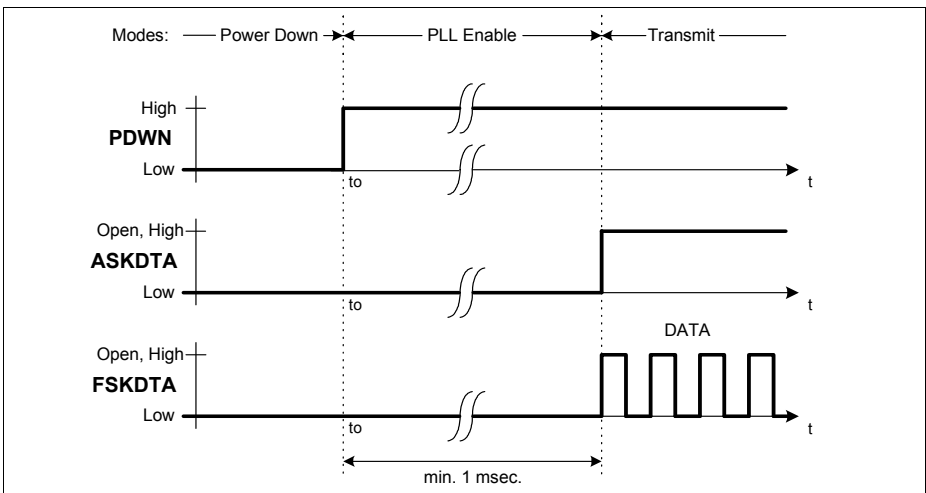 Modes: Power Down PLL Enable Transmit
High
PDWN
Low
to
t
Open, High
ASKDTA
Low
to
t
DATA
Open, High
FSKDTA
Low
to
t
min. 1 msec.